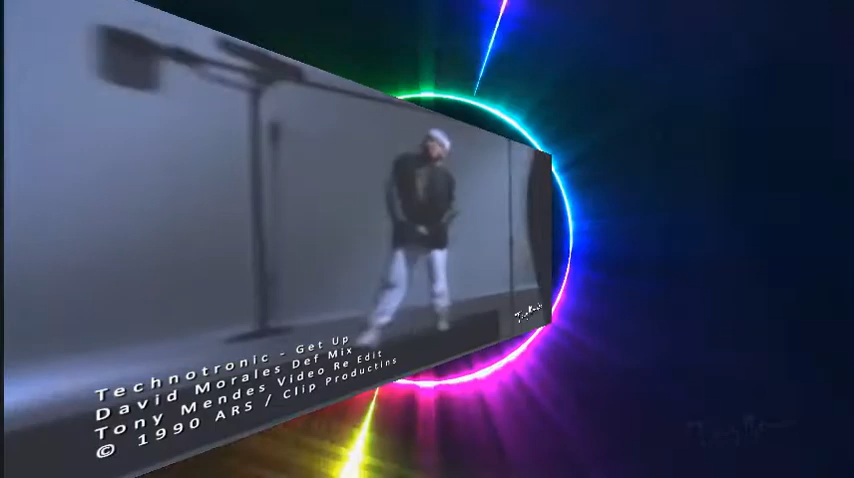 Technotronic - Get Up
David Morales Def Mix
Tony Mendes Video Re Edit
© 1990 ARS / Clip Productins